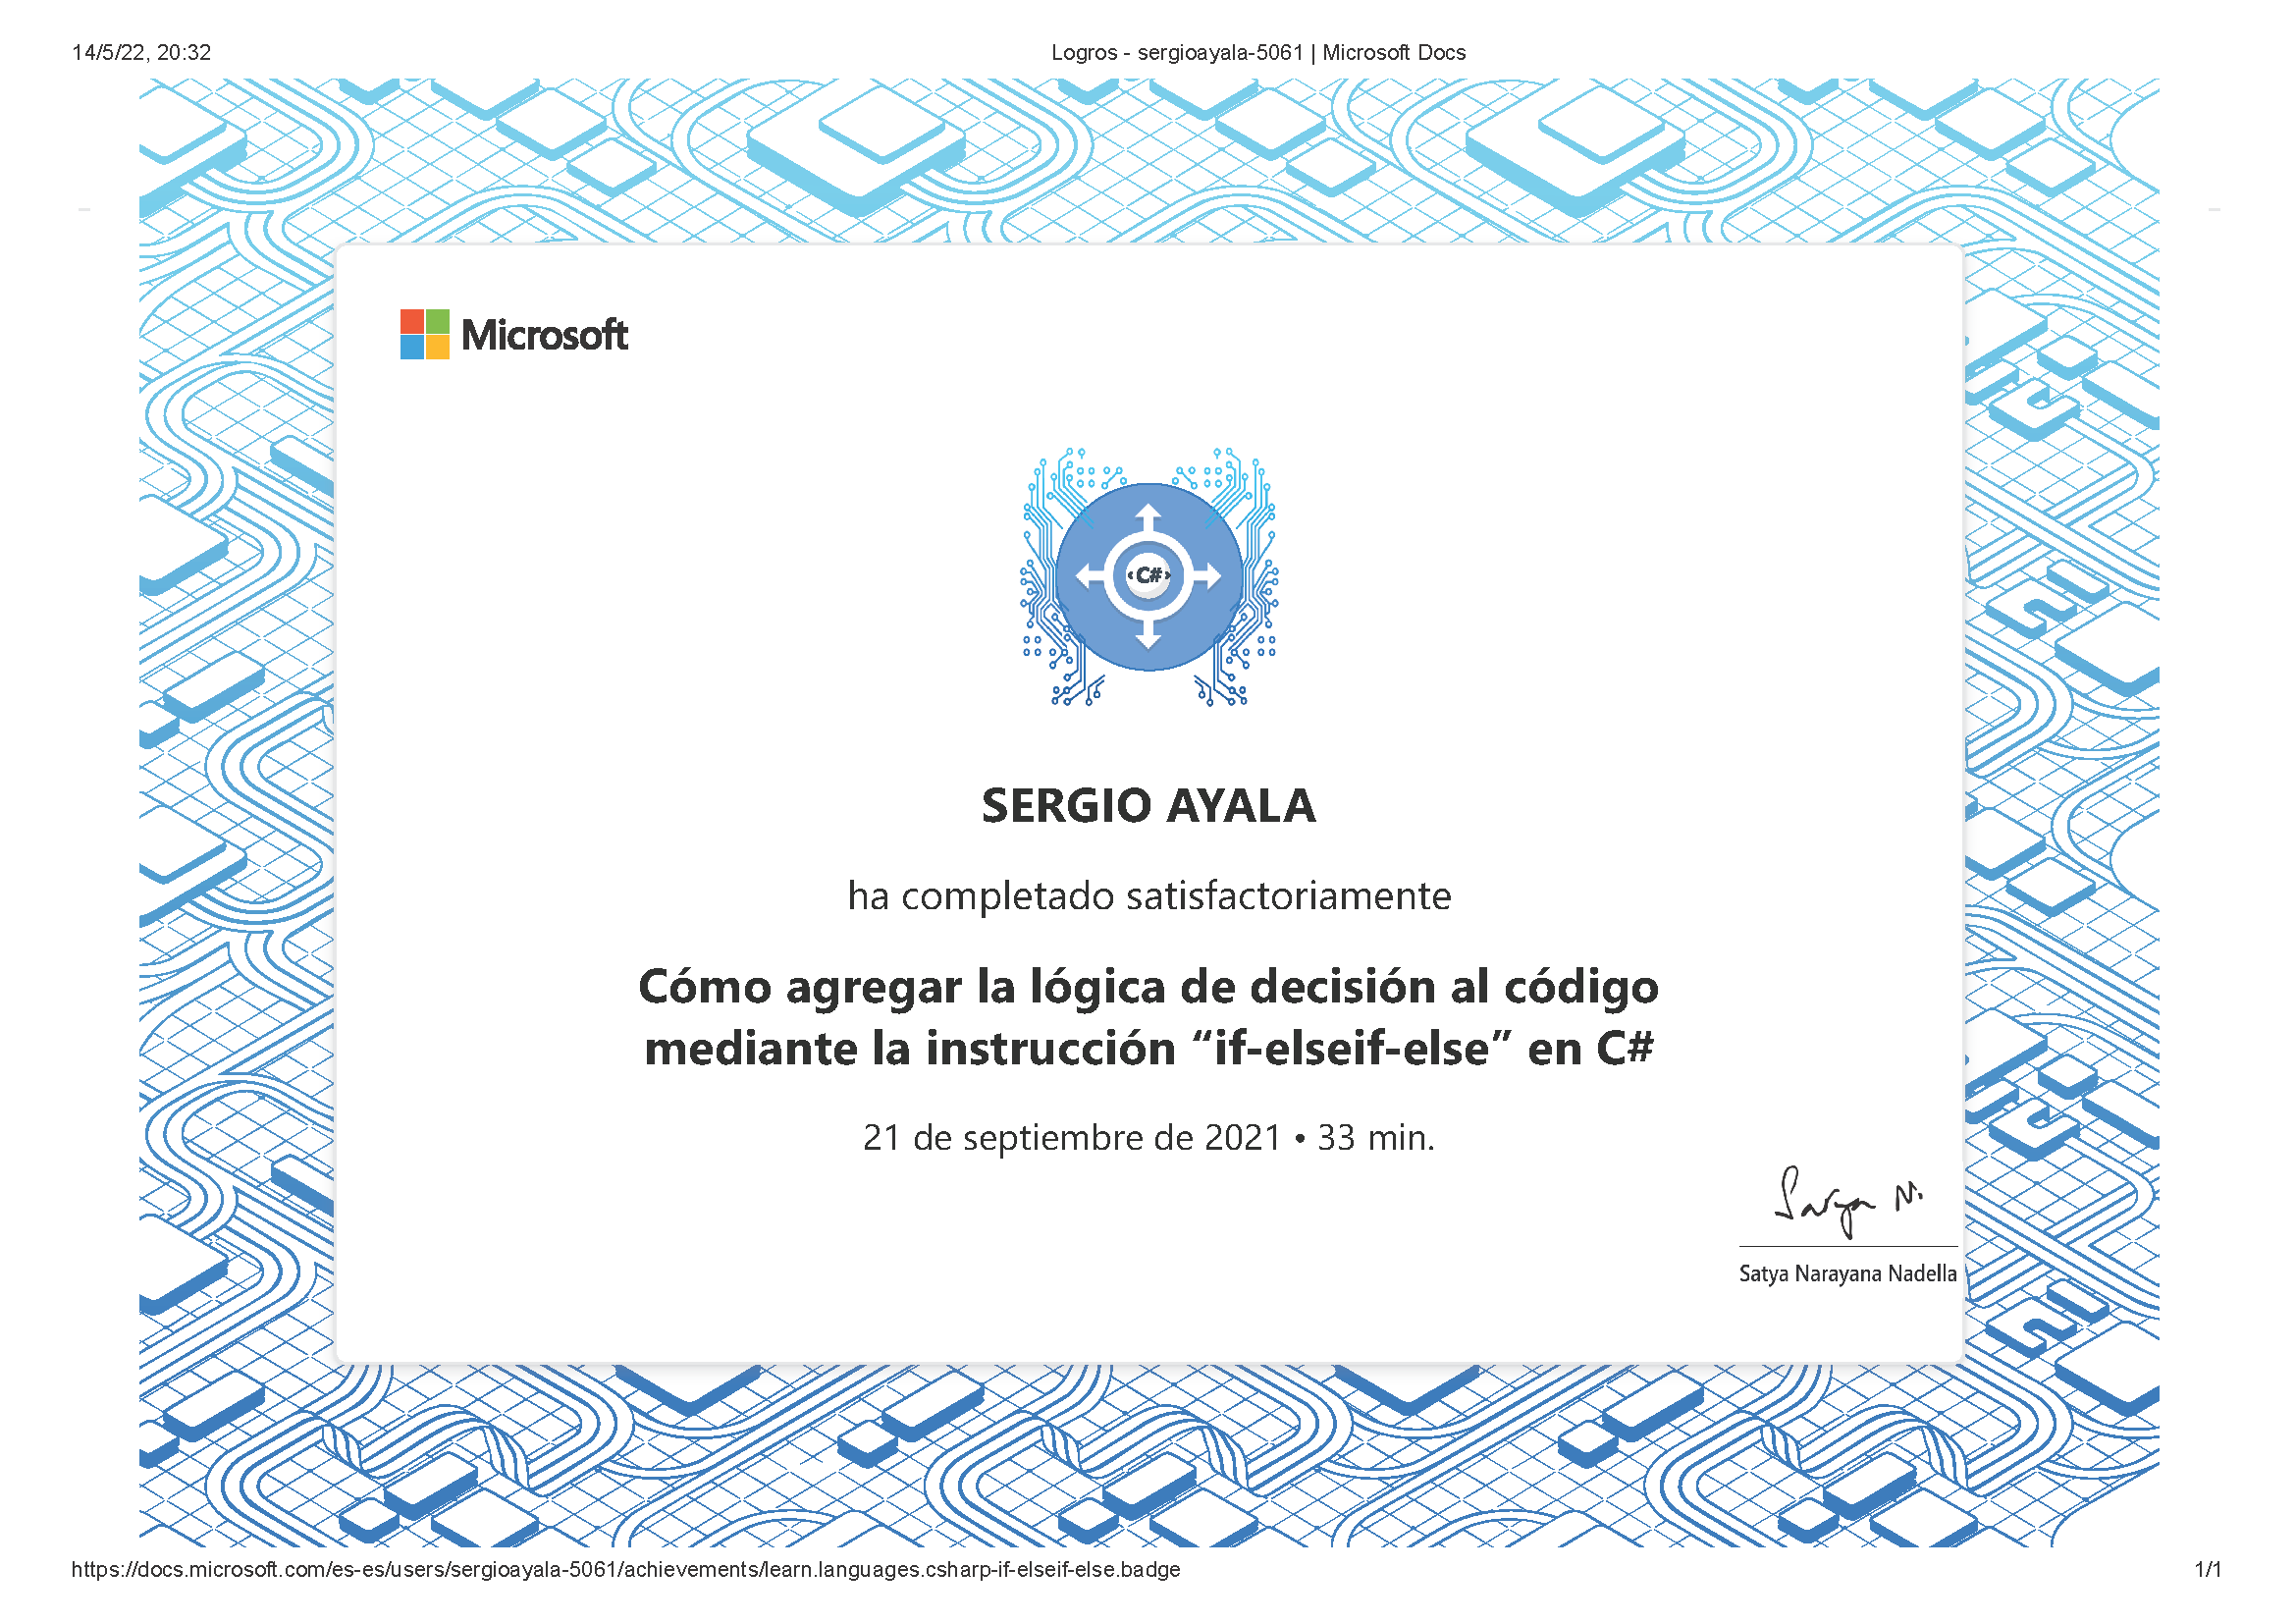 14/5/22, 20:32
Logros - sergioayala-5061 | Microsoft Docs
Microsoft
‹C#›
SERGIO AYALA
ha completado satisfactoriamente
Cómo agregar la lógica de decisión al código
mediante la instrucción “if-elseif-else” en C#
21 de septiembre de 2021 • 33 min.
Satya N.
Satya Narayana Nadella
https://docs.microsoft.com/es-es/users/sergioayala-5061/achievements/learn.languages.csharp-if-elseif-else.badge
1/1